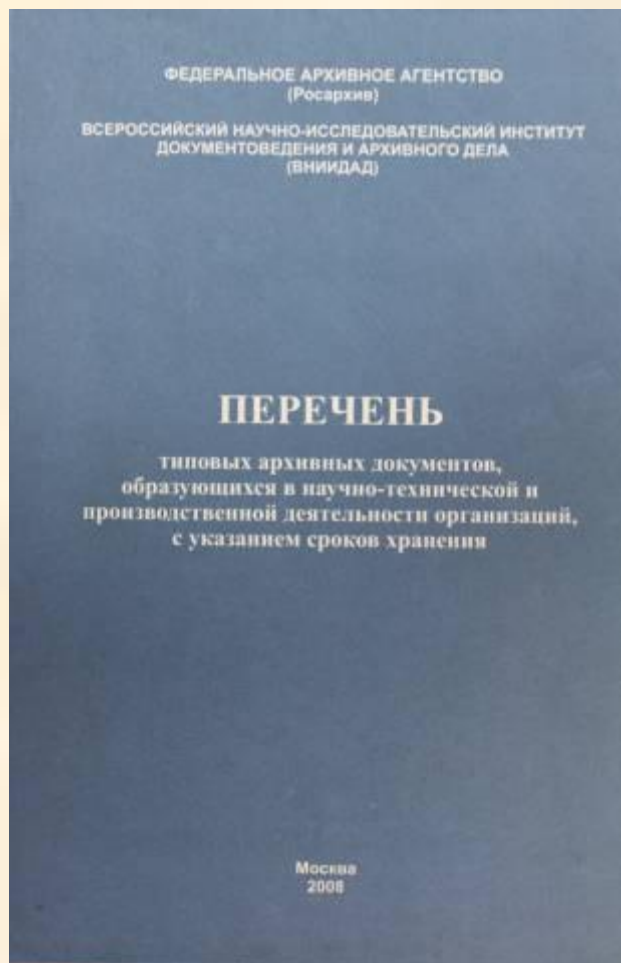 ФЕДЕРАЛЬНОЕ АРХИВНОЕ АГЕНТСТВО
(Росархив)
ВСЕРОССИЙСКИЙ НАУЧНО-ИССЛЕДОВАТЕЛЬСКИЙ ИНСТИТУТ
ДОКУМЕНТОВЕДЕНИЯ И АРХИВНОГО ДЕЛА
(ВНИИДАД)
ПЕРЕЧЕНЬ
типовых архивных документов,
образующихся в научно-технической и
производственной деятельности организаций,
с указанием сроков хранения
Москва
2008